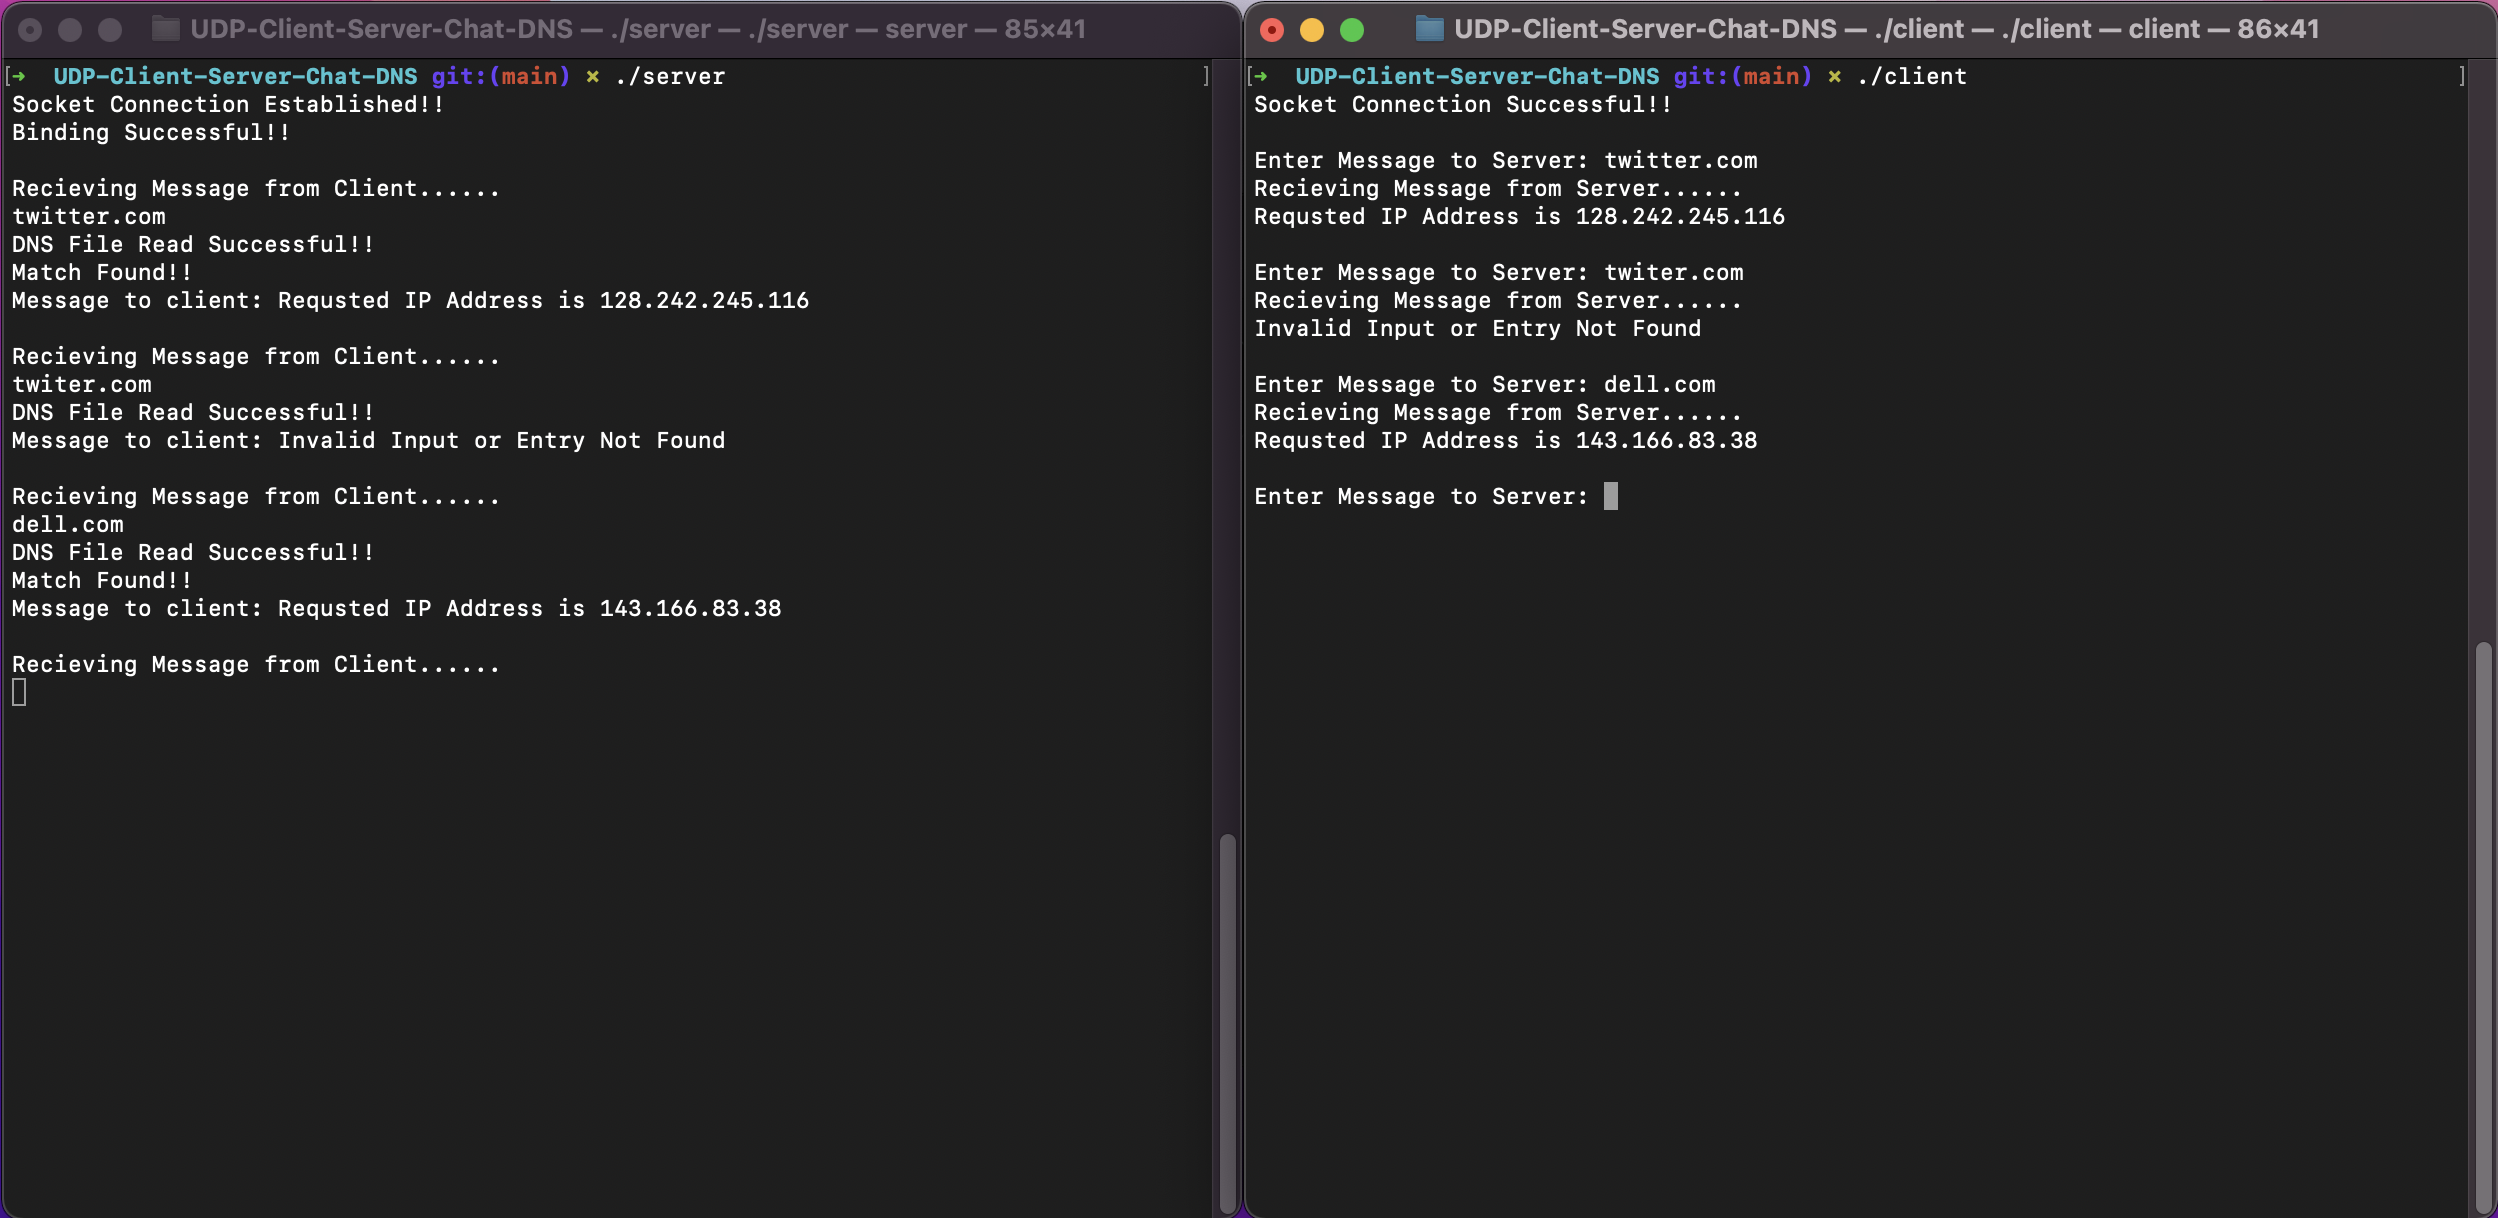 UDP-Client-Server-Chat-DNS — ./server — ./server — server — 85×41
[➜  UDP-Client-Server-Chat-DNS git:(main) × ./server ]
Socket Connection Established!!
Binding Successful!!
Recieving Message from Client......
twitter.com
DNS File Read Successful!!
Match Found!!
Message to client: Requsted IP Address is 128.242.245.116
Recieving Message from Client......
twiter.com
DNS File Read Successful!!
Message to client: Invalid Input or Entry Not Found
Recieving Message from Client......
dell.com
DNS File Read Successful!!
Match Found!!
Message to client: Requsted IP Address is 143.166.83.38
Recieving Message from Client......
UDP-Client-Server-Chat-DNS — ./client — ./client — client — 86×41
[➜  UDP-Client-Server-Chat-DNS git:(main) × ./client ]
Socket Connection Successful!!
Enter Message to Server: twitter.com
Recieving Message from Server......
Requsted IP Address is 128.242.245.116
Enter Message to Server: twiter.com
Recieving Message from Server......
Invalid Input or Entry Not Found
Enter Message to Server: dell.com
Recieving Message from Server......
Requsted IP Address is 143.166.83.38
Enter Message to Server: